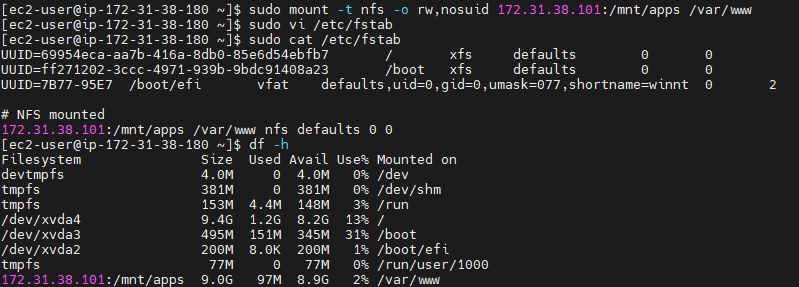 [ec2-user@ip-172-31-38-180 ~]$ sudo mount -t nfs -o rw,nosuid 172.31.38.101:/mnt/apps /var/www
[ec2-user@ip-172-31-38-180 ~]$ sudo vi /etc/fstab
[ec2-user@ip-172-31-38-180 ~]$ sudo cat /etc/fstab
UUID=69954eca-aa7b-416a-8db0-85e6d54ebfb7       /       xfs     defaults        0       0
UUID=ff271202-3ccc-4971-939b-9bdc91408a23       /boot   xfs     defaults        0       0
UUID=7B77-95E7  /boot/efi       vfat    defaults,uid=0,gid=0,umask=077,shortname=winnt  0       2
# NFS mounted
172.31.38.101:/mnt/apps /var/www nfs defaults 0 0
[ec2-user@ip-172-31-38-180 ~]$ df -h
Filesystem               Size  Used Avail Use% Mounted on
devtmpfs                 4.0M     0  4.0M   0% /dev
tmpfs                    381M     0  381M   0% /dev/shm
tmpfs                    153M  4.4M  148M   3% /run
/dev/xvda4               9.4G  1.2G  8.2G  13% /
/dev/xvda3               495M  151M  345M  31% /boot
/dev/xvda2               200M  8.0K  200M   1% /boot/efi
tmpfs                     77M     0   77M   0% /run/user/1000
172.31.38.101:/mnt/apps  9.0G   97M  8.9G   2% /var/www